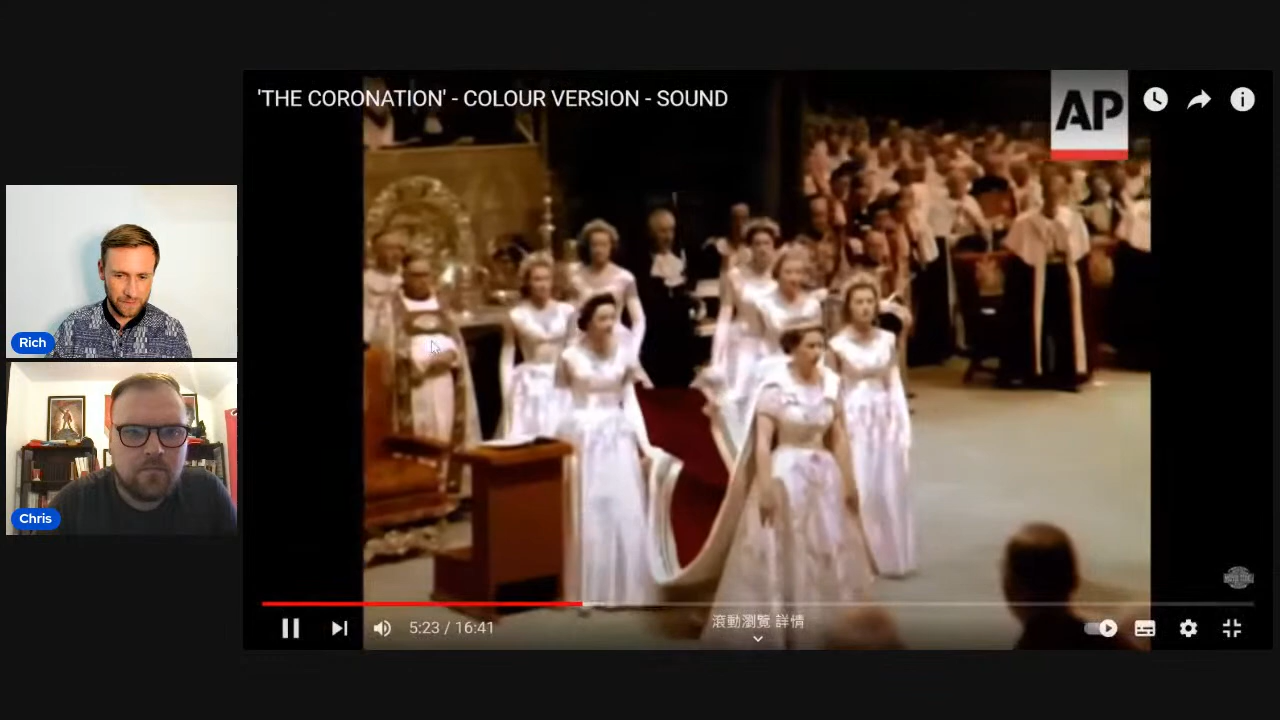 'THE CORONATION' - COLOUR VERSION - SOUND
AP
Rich
Chris
5:23 / 16:41
滾動瀏覽 詳情